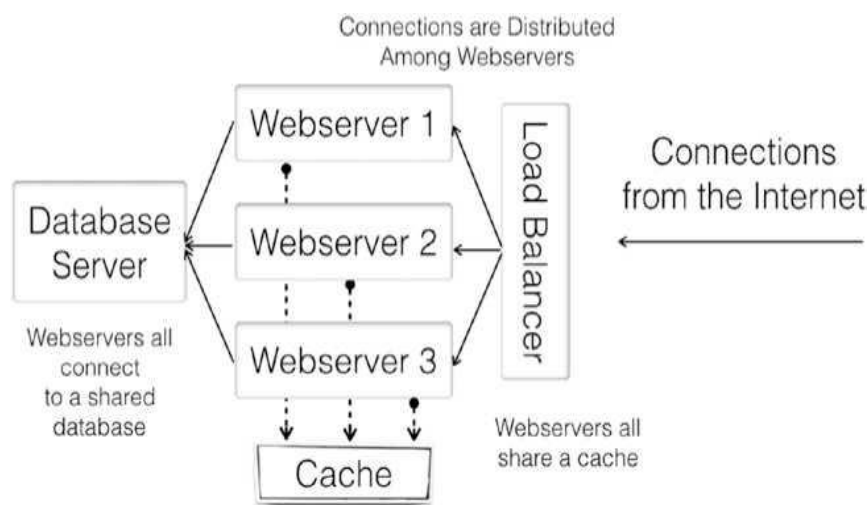 Connections are Distributed
Among Webservers
Webserver 1
Load Balancer
Connections
from the Internet
Database
Server
Webserver 2
Webservers all
connect
to a shared
database
Webserver 3
Webservers all
share a cache
Cache